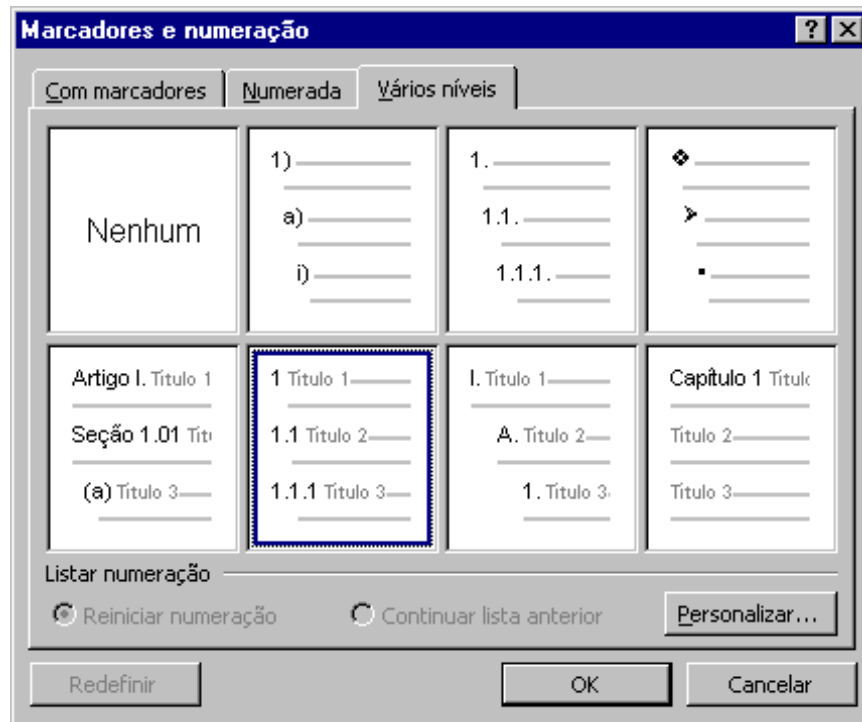 Marcadores e numeração
Com marcadores
Numerada
Vários níveis
Nenhum
1)
a)
i)
1.
1.1.
1.1.1.
Artigo I. Título 1
Seção 1.01
(a) Título 3
1 Título 1
1.1 Título 2
1.1.1 Título 3
I. Título 1
A. Título 2
1. Título 3
Capítulo 1
Título 2
Título 3
Listar numeração
Reiniciar numeração
Continuar lista anterior
Personalizar...
Redefinir
OK
Cancelar